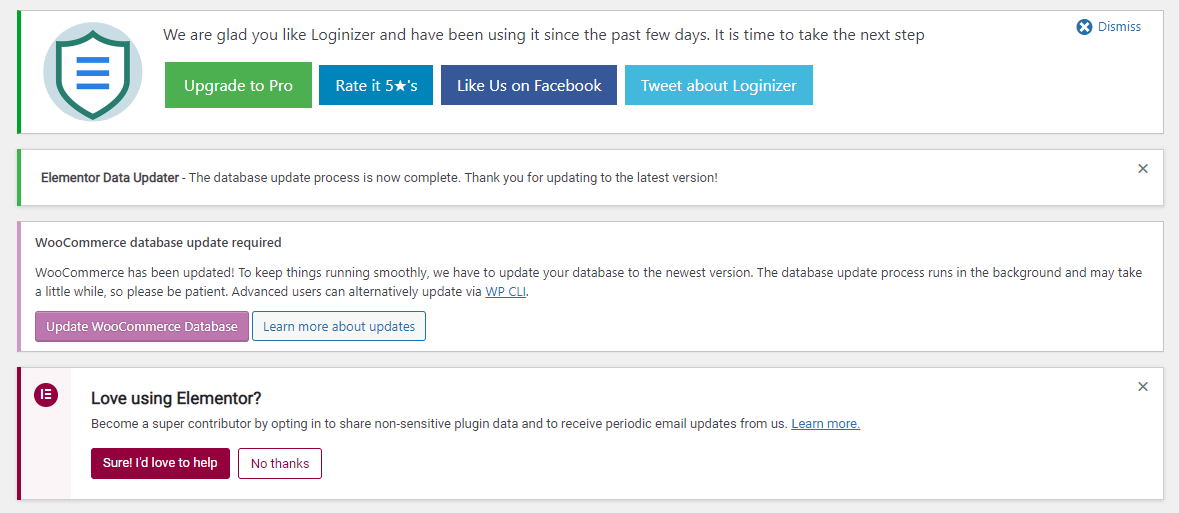 We are glad you like Loginizer and have been using it since the past few days. It is time to take the next step
Dismiss
Upgrade to Pro
Rate it 5★'s
Like Us on Facebook
Tweet about Loginizer
Elementor Data Updater - The database update process is now complete. Thank you for updating to the latest version!
WooCommerce database update required
WooCommerce has been updated! To keep things running smoothly, we have to update your database to the newest version. The database update process runs in the background and may take
a little while, so please be patient. Advanced users can alternatively update via WP CLI.
Update WooCommerce Database
Learn more about updates
Love using Elementor?
Become a super contributor by opting in to share non-sensitive plugin data and to receive periodic email updates from us. Learn more.
Sure! I'd love to help
No thanks